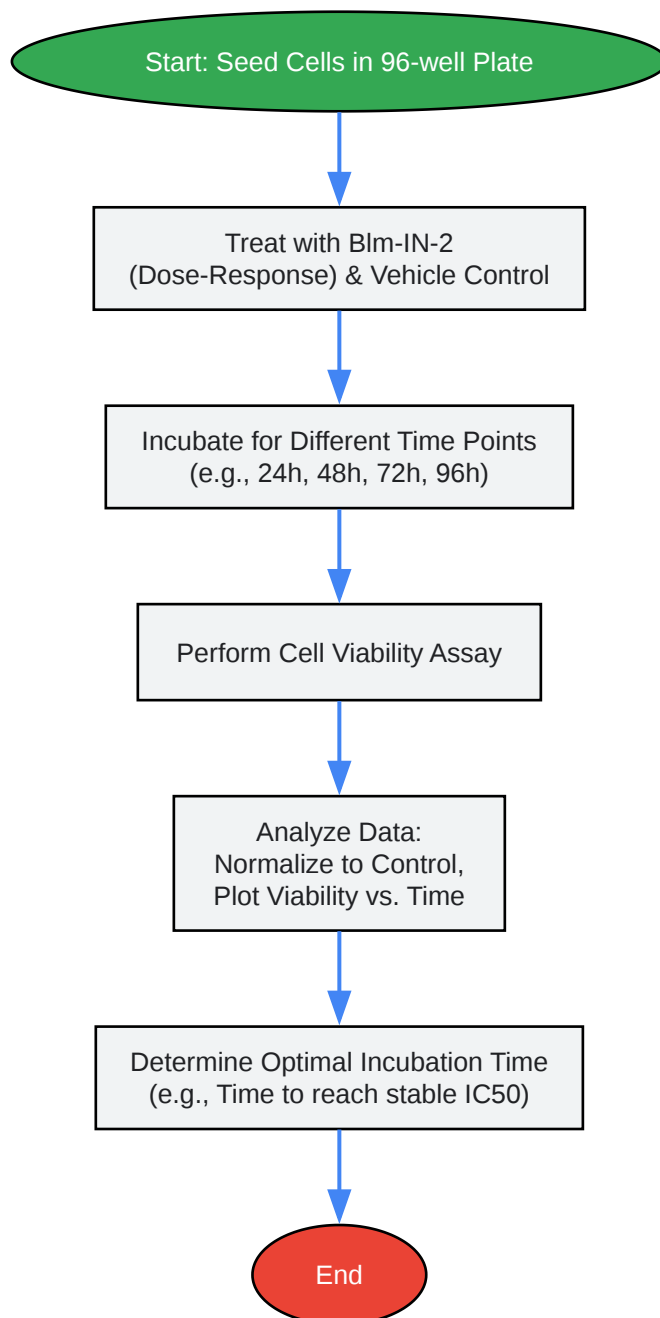 Start: Seed Cells in 96-well Plate
Treat with Blm-IN-2
(Dose-Response) & Vehicle Control
Incubate for Different Time Points
(e.g., 24h, 48h, 72h, 96h)
Perform Cell Viability Assay
Analyze Data:
Normalize to Control,
Plot Viability vs. Time
Determine Optimal Incubation Time
(e.g., Time to reach stable IC50)
End